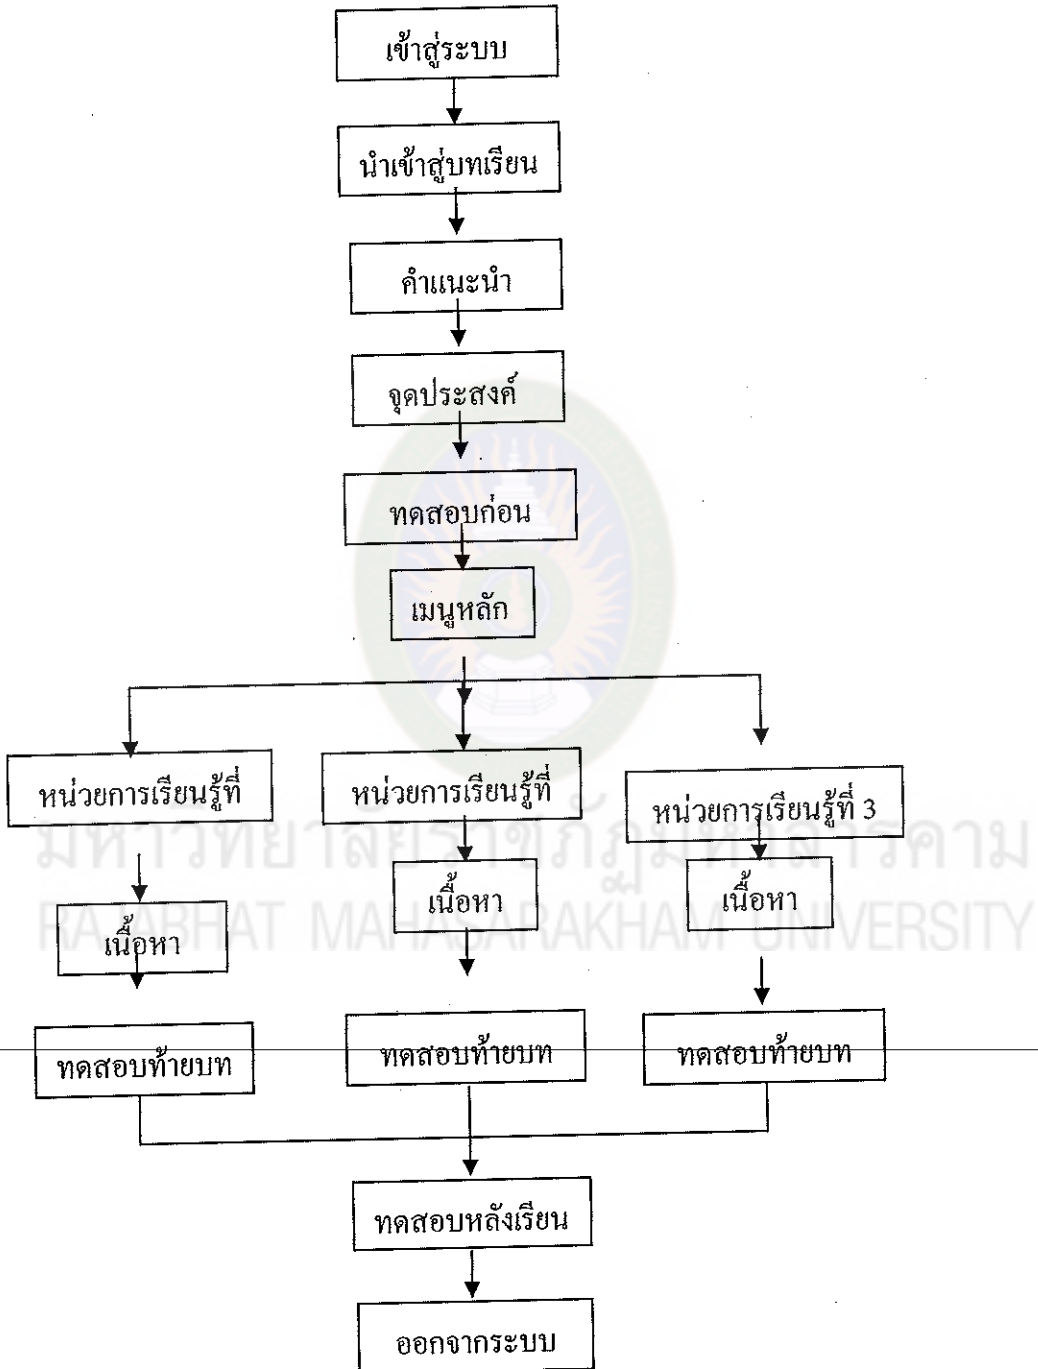 เข้าสู่ระบบ
นำเข้าสู่บทเรียน
คำแนะนำ
จุดประสงค์
ทดสอบก่อน
เมนูหลัก
หน่วยการเรียนรู้ที่
หน่วยการเรียนรู้ที่
หน่วยการเรียนรู้ที่ 3
มหาวิทยาลัยราชภัฏมหาสารคาม
RAJABHAT MAHASARAKHAM UNIVERSITY
เนื้อหา
เนื้อหา
เนื้อหา
ทดสอบท้ายบท
ทดสอบท้ายบท
ทดสอบท้ายบท
ทดสอบหลังเรียน
ออกจากระบบ